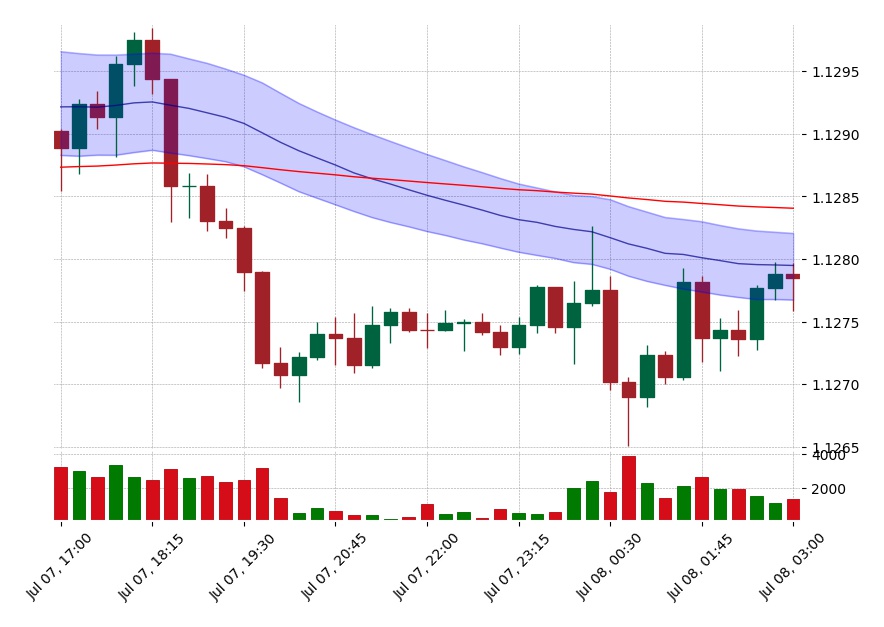 1.1295
1.1290
1.1285
1.1280
1.1275
1.1270
1.1265
4000
2000
Jul 07, 17:00
Jul 07, 18:15
Jul 07, 19:30
Jul 07, 20:45
Jul 07, 22:00
Jul 07, 23:15
Jul 08, 00:30
Jul 08, 01:45
Jul 08, 03:00